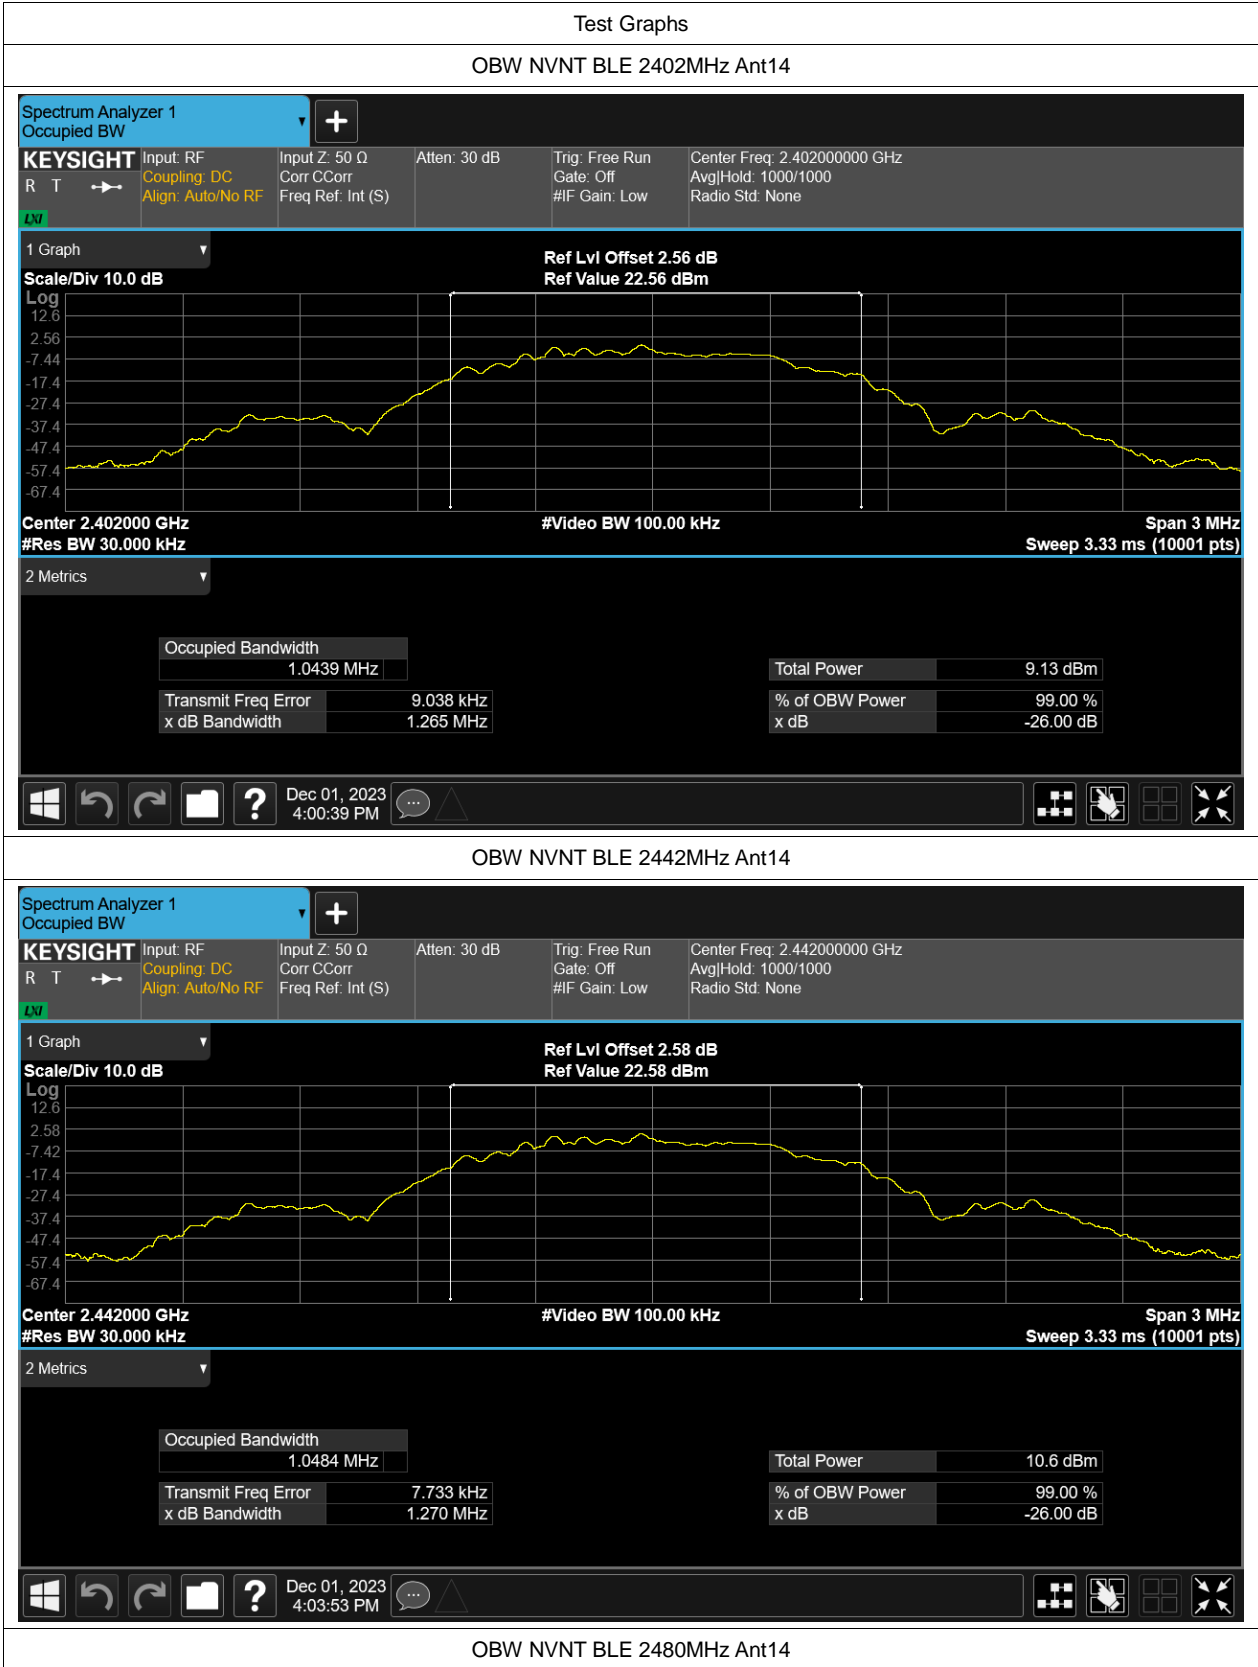 Test Graphs
OBW NVNT BLE 2402MHz Ant14
Spectrum Analyzer 1
Occupied BW
KEYSIGHT Input: RF Input Z: 50 Ω Atten: 30 dB Trig: Free Run Center Freq: 2.402000000 GHz
R T Coupling: DC Corr CCorr Gate: Off Avg|Hold: 1000/1000
Align: Auto/No RF Freq Ref: Int (S) #IF Gain: Low Radio Std: None
LXI
1 Graph
Ref Lvl Offset 2.56 dB
Scale/Div 10.0 dB Ref Value 22.56 dBm
Log
12.6
2.56
-7.44
-17.4
-27.4
-37.4
-47.4
-57.4
-67.4
Center 2.402000 GHz #Video BW 100.00 kHz Span 3 MHz
#Res BW 30.000 kHz Sweep 3.33 ms (10001 pts)
2 Metrics
Occupied Bandwidth
1.0439 MHz Total Power 9.13 dBm
Transmit Freq Error 9.038 kHz % of OBW Power 99.00 %
x dB Bandwidth 1.265 MHz x dB -26.00 dB
Dec 01, 2023
4:00:39 PM
OBW NVNT BLE 2442MHz Ant14
Spectrum Analyzer 1
Occupied BW
KEYSIGHT Input: RF Input Z: 50 Ω Atten: 30 dB Trig: Free Run Center Freq: 2.442000000 GHz
R T Coupling: DC Corr CCorr Gate: Off Avg|Hold: 1000/1000
Align: Auto/No RF Freq Ref: Int (S) #IF Gain: Low Radio Std: None
LXI
1 Graph
Ref Lvl Offset 2.58 dB
Scale/Div 10.0 dB Ref Value 22.58 dBm
Log
12.6
2.58
-7.42
-17.4
-27.4
-37.4
-47.4
-57.4
-67.4
Center 2.442000 GHz #Video BW 100.00 kHz Span 3 MHz
#Res BW 30.000 kHz Sweep 3.33 ms (10001 pts)
2 Metrics
Occupied Bandwidth
1.0484 MHz Total Power 10.6 dBm
Transmit Freq Error 7.733 kHz % of OBW Power 99.00 %
x dB Bandwidth 1.270 MHz x dB -26.00 dB
Dec 01, 2023
4:03:53 PM
OBW NVNT BLE 2480MHz Ant14